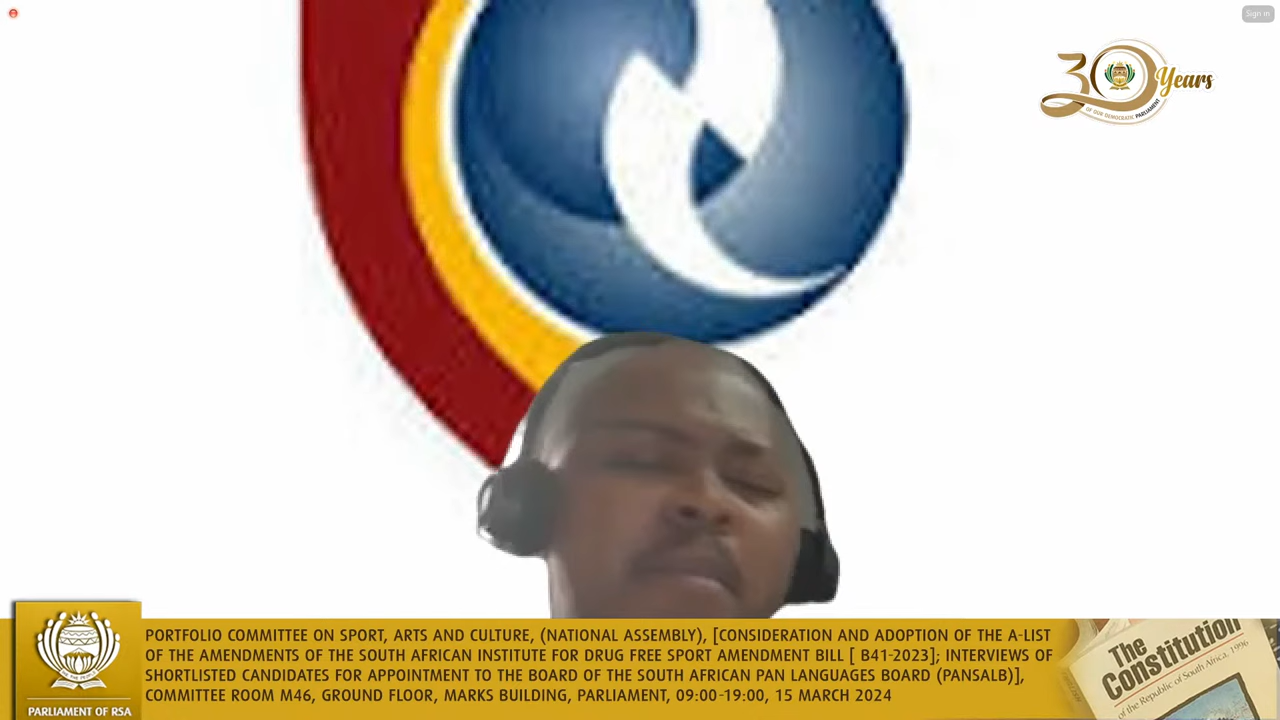 Sign in
30 Years
OF OUR DEMOCRATIC PARLIAMENT
PORTFOLIO COMMITTEE ON SPORT, ARTS AND CULTURE, (NATIONAL ASSEMBLY), [CONSIDERATION AND ADOPTION OF THE A-LIST
OF THE AMENDMENTS OF THE SOUTH AFRICAN INSTITUTE FOR DRUG FREE SPORT AMENDMENT BILL [ B41-2023]; INTERVIEWS OF
SHORTLISTED CANDIDATES FOR APPOINTMENT TO THE BOARD OF THE SOUTH AFRICAN PAN LANGUAGES BOARD (PANSALB)],
COMMITTEE ROOM M46, GROUND FLOOR, MARKS BUILDING, PARLIAMENT, 09:00-19:00, 15 MARCH 2024
PARLIAMENT OF RSA
The
Constitution
of the Republic of South Africa, 1996